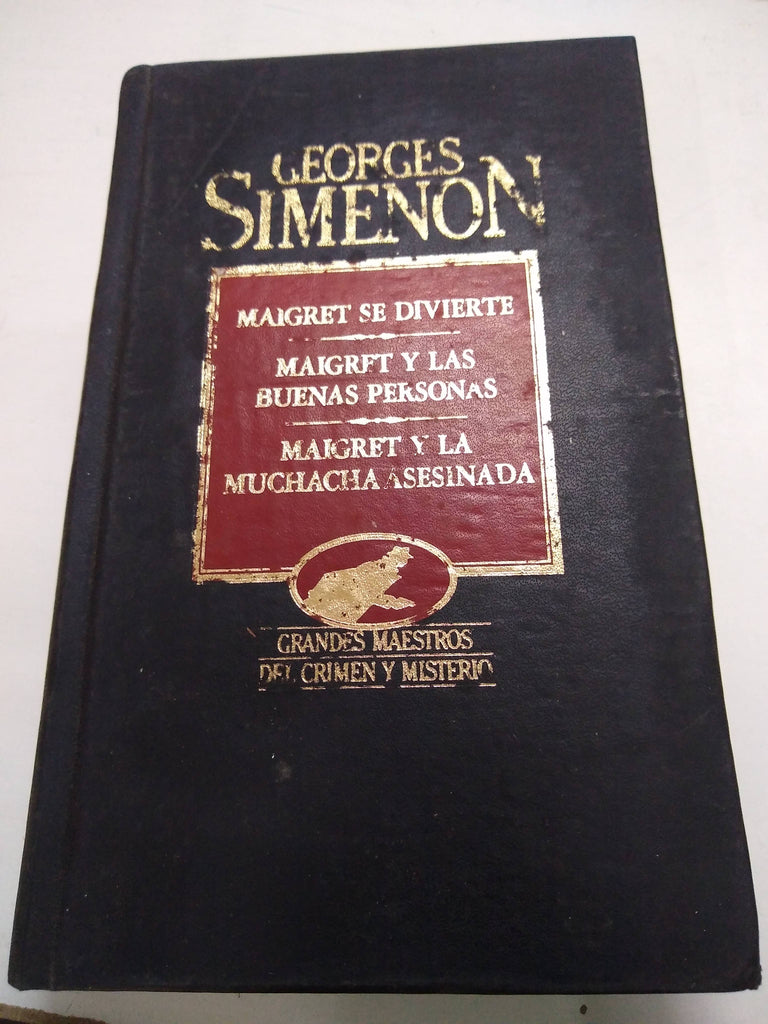 GEORGES
SIMENON
MAIGRET SE DIVIERTE
MAIGRET Y LAS
BUENAS PERSONAS
MAIGRET Y LA
MUCHACHA ASESINADA
GRANDES MAESTROS
DEL CRIMEN Y MISTERIO